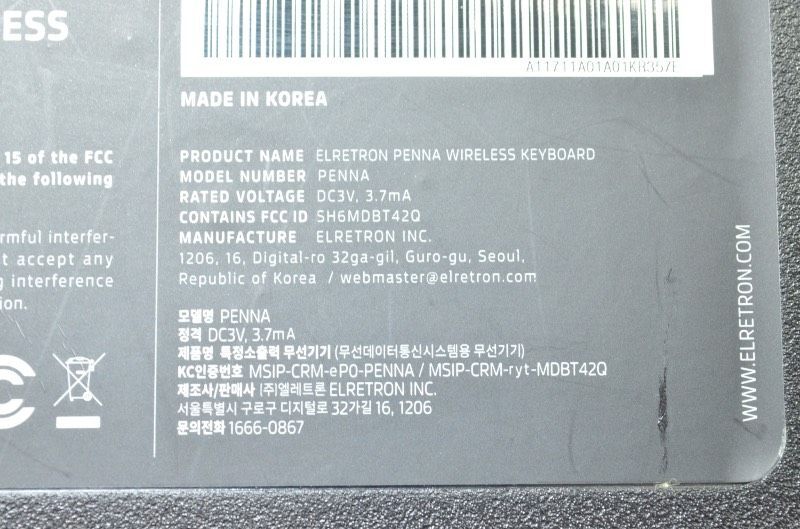 ESS
A11711A01A01KR357E
MADE IN KOREA
15 of the FCC
the following
rmful interfer-
t accept any
g interference
ion.
PRODUCT NAME ELRETRON PENNA WIRELESS KEYBOARD
MODEL NUMBER PENNA
RATED VOLTAGE DC3V, 3.7mA
CONTAINS FCC ID SH6MDBT42Q
MANUFACTURE ELRETRON INC.
1206, 16, Digital-ro 32ga-gil, Guro-gu, Seoul,
Republic of Korea / webmaster@elretron.com
모델명 PENNA
정격 DC3V, 3.7mA
제품명 특정소출력 무선기기 (무선데이터통신시스템용 무선기기)
KC인증번호 MSIP-CRM-ePO-PENNA / MSIP-CRM-ryt-MDBT42Q
제조사/판매사 (주)엘레트론 ELRETRON INC.
서울특별시 구로구 디지털로 32가길 16, 1206
문의전화 1666-0867
WWW.ELRETRON.COM